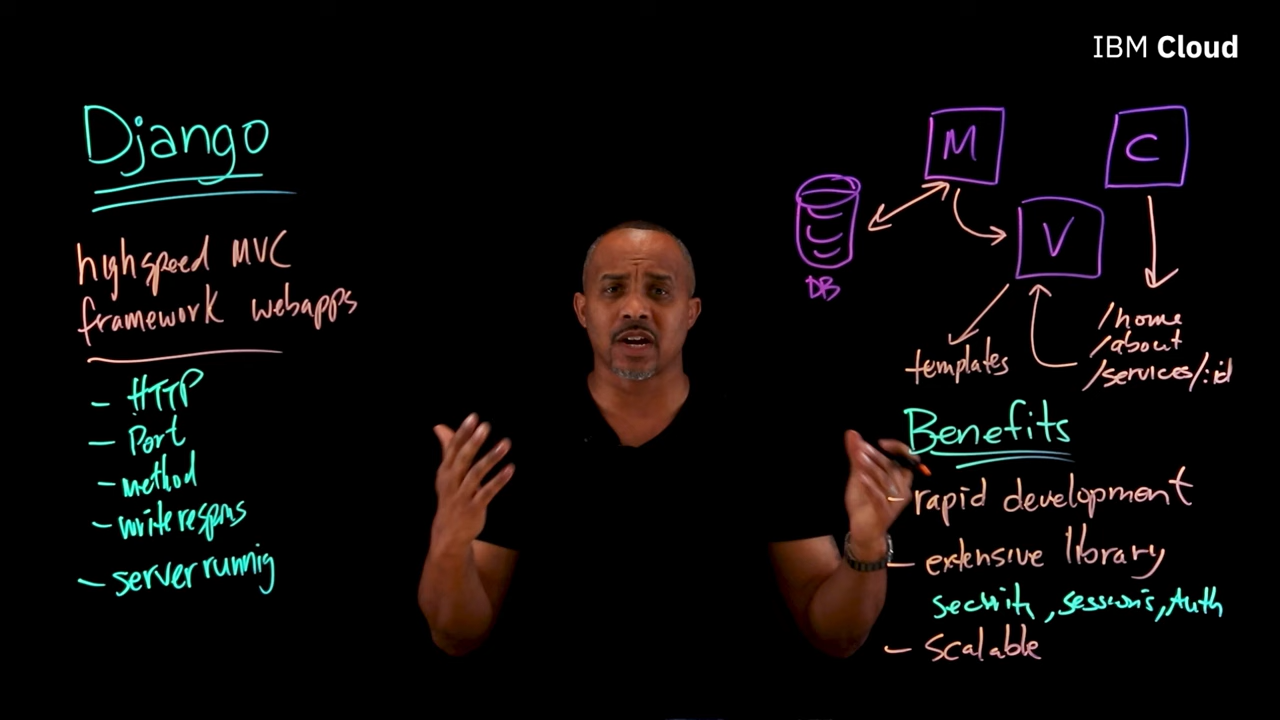 IBM Cloud
Django
highspeed MVC
framework webapps
- HTTP
- Port
- method
- write respons
- server runnig
M
C
V
DB
/home
/about
/services/:id
templates
Benefits
- rapid development
- extensive library
security, sessions, Auth
- scalable